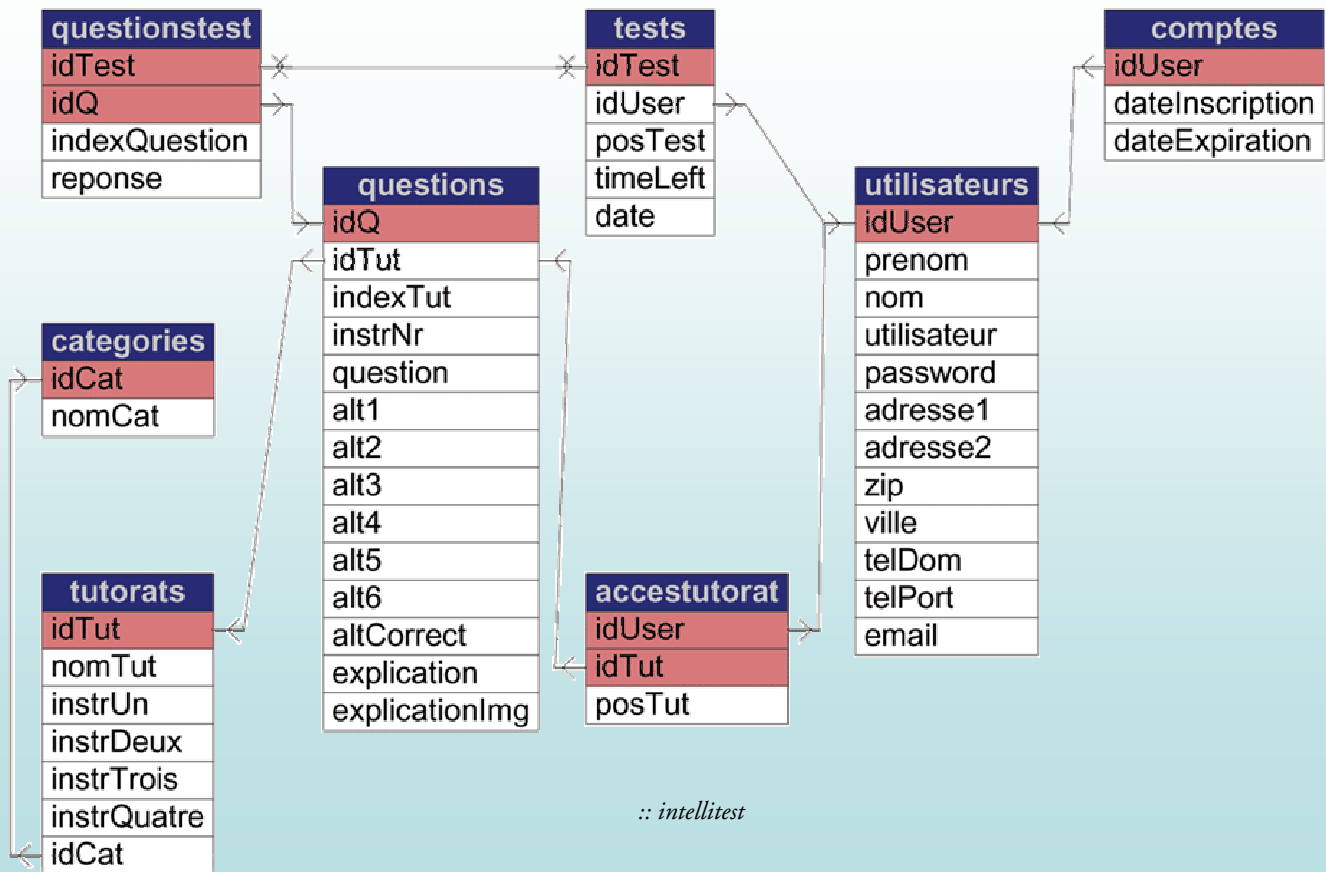 questionstest
idTest
idQ
indexQuestion
reponse
tests
idTest
idUser
posTest
timeLeft
date
comptes
idUser
dateInscription
dateExpiration
questions
idQ
idTut
indexTut
instrNr
question
alt1
alt2
alt3
alt4
alt5
alt6
altCorrect
explication
explicationImg
utilisateurs
idUser
prenom
nom
utilisateur
password
adresse1
adresse2
zip
ville
telDom
telPort
email
categories
idCat
nomCat
tutorats
idTut
nomTut
instrUn
instrDeux
instrTrois
instrQuatre
idCat
accestutorat
idUser
idTut
posTut
:: intellitest